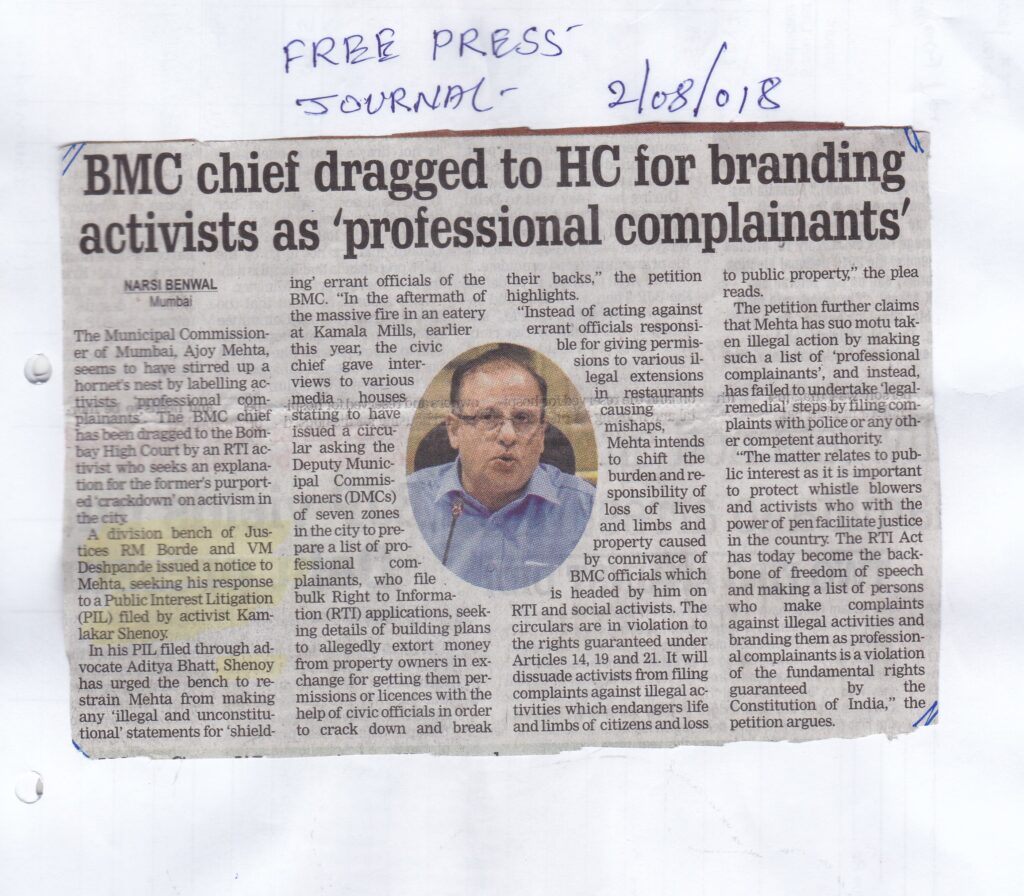 FREE PRESS
JOURNAL - 2/08/018
BMC chief dragged to HC for branding
activists as 'professional complainants'
NARSI BENWAL
Mumbai
The Municipal Commission-
er of Mumbai, Ajoy Mehta,
seems to have stirred up a
hornet's nest by labelling ac-
tivists 'professional com-
plainants'. The BMC chief
has been dragged to the Bom-
bay High Court by an RTI ac-
tivist who seeks an explana-
tion for the former's purport-
ed 'crackdown' on activism in
the city.
A division bench of Jus-
tices RM Borde and VM
Deshpande issued a notice to
Mehta, seeking his response
to a Public Interest Litigation
(PIL) filed by activist Kam-
lakar Shenoy.
In his PIL filed through ad-
vocate Aditya Bhatt, Shenoy
has urged the bench to re-
strain Mehta from making
any 'illegal and unconstitu-
tional' statements for 'shield-
ing' errant officials of the
BMC. "In the aftermath of
the massive fire in an eatery
at Kamala Mills, earlier
this year, the civic
chief gave inter-
views to various
media houses
stating to have
issued a circu-
lar asking the
Deputy Munic-
ipal Commis-
sioners (DMCs)
of seven zones
in the city to pre-
pare a list of pro-
fessional com-
plainants, who file
bulk Right to Informa-
tion (RTI) applications, seek-
ing details of building plans
to allegedly extort money
from property owners in ex-
change for getting them per-
missions or licences with the
help of civic officials in order
to crack down and break
their backs," the petition
highlights.
"Instead of acting against
errant officials responsi-
ble for giving permis-
sions to various il-
legal extensions
in restaurants
causing
mishaps,
Mehta intends
to shift the
burden and re-
sponsibility of
loss of lives
and limbs and
property caused
by connivance of
BMC officials which
is headed by him on
RTI and social activists. The
circulars are in violation to
the rights guaranteed under
Articles 14, 19 and 21. It will
dissuade activists from filing
complaints against illegal ac-
tivities which endangers life
and limbs of citizens and loss
to public property," the plea
reads.
The petition further claims
that Mehta has suo motu tak-
en illegal action by making
such a list of 'professional
complainants', and instead,
has failed to undertake 'legal-
remedial' steps by filing com-
plaints with police or any oth-
er competent authority.
"The matter relates to pub-
lic interest as it is important
to protect whistle blowers
and activists who with the
power of pen facilitate justice
in the country. The RTI Act
has today become the back-
bone of freedom of speech
and making a list of persons
who make complaints
against illegal activities and
branding them as profession-
al complainants is a violation
of the fundamental rights
guaranteed by the
Constitution of India," the
petition argues.